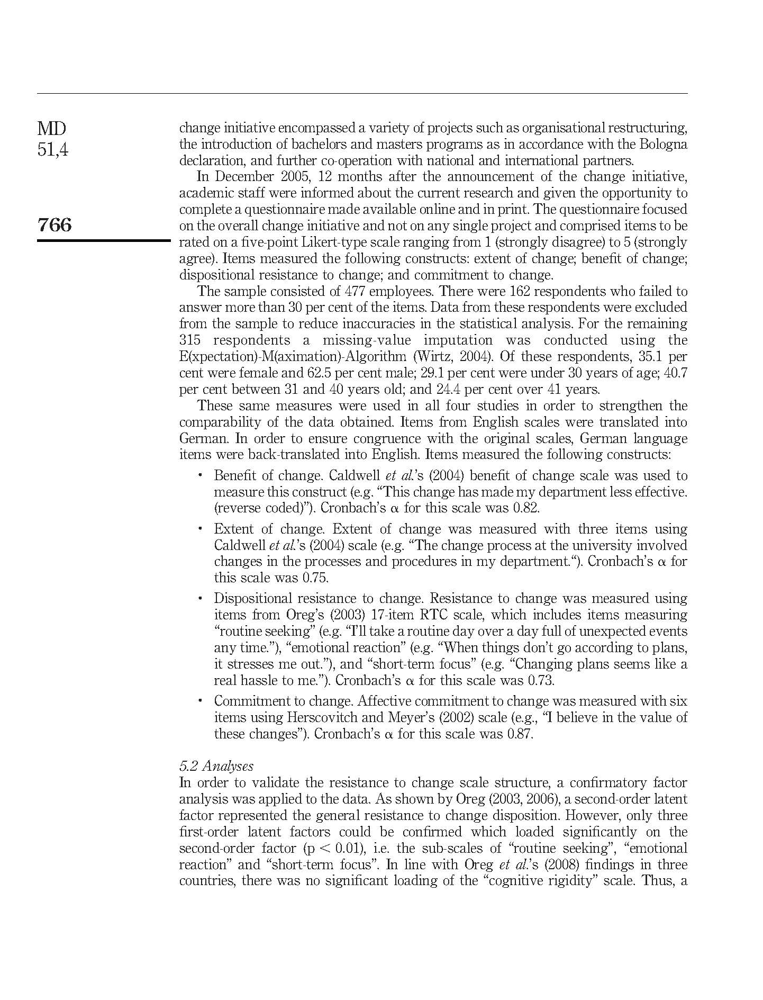 MD
51,4
766
change initiative encompassed a variety of projects such as organisational restructuring,
the introduction of bachelors and masters programs as in accordance with the Bologna
declaration, and further co-operation with national and international partners.
In December 2005, 12 months after the announcement of the change initiative,
academic staff were informed about the current research and given the opportunity to
complete a questionnaire made available online and in print. The questionnaire focused
on the overall change initiative and not on any single project and comprised items to be
rated on a five-point Likert-type scale ranging from 1 (strongly disagree) to 5 (strongly
agree). Items measured the following constructs: extent of change; benefit of change;
dispositional resistance to change; and commitment to change.
The sample consisted of 477 employees. There were 162 respondents who failed to
answer more than 30 per cent of the items. Data from these respondents were excluded
from the sample to reduce inaccuracies in the statistical analysis. For the remaining
315 respondents a missing-value imputation was conducted using the
E(xpectation)-M(aximation)-Algorithm (Wirtz, 2004). Of these respondents, 35.1 per
cent were female and 62.5 per cent male; 29.1 per cent were under 30 years of age; 40.7
per cent between 31 and 40 years old; and 24.4 per cent over 41 years.
These same measures were used in all four studies in order to strengthen the
comparability of the data obtained. Items from English scales were translated into
German. In order to ensure congruence with the original scales, German language
items were back-translated into English. Items measured the following constructs:
• Benefit of change. Caldwell et al.’s (2004) benefit of change scale was used to
measure this construct (e.g. “This change has made my department less effective.
(reverse coded)”). Cronbach’s α for this scale was 0.82.
• Extent of change. Extent of change was measured with three items using
Caldwell et al.’s (2004) scale (e.g. “The change process at the university involved
changes in the processes and procedures in my department.“). Cronbach’s α for
this scale was 0.75.
• Dispositional resistance to change. Resistance to change was measured using
items from Oreg’s (2003) 17-item RTC scale, which includes items measuring
“routine seeking” (e.g. “I’ll take a routine day over a day full of unexpected events
any time.”), “emotional reaction” (e.g. “When things don’t go according to plans,
it stresses me out.”), and “short-term focus” (e.g. “Changing plans seems like a
real hassle to me.”). Cronbach’s α for this scale was 0.73.
• Commitment to change. Affective commitment to change was measured with six
items using Herscovitch and Meyer’s (2002) scale (e.g., “I believe in the value of
these changes”). Cronbach’s α for this scale was 0.87.
5.2 Analyses
In order to validate the resistance to change scale structure, a confirmatory factor
analysis was applied to the data. As shown by Oreg (2003, 2006), a second-order latent
factor represented the general resistance to change disposition. However, only three
first-order latent factors could be confirmed which loaded significantly on the
second-order factor (p < 0.01), i.e. the sub-scales of “routine seeking”, “emotional
reaction” and “short-term focus”. In line with Oreg et al.’s (2008) findings in three
countries, there was no significant loading of the “cognitive rigidity” scale. Thus, a